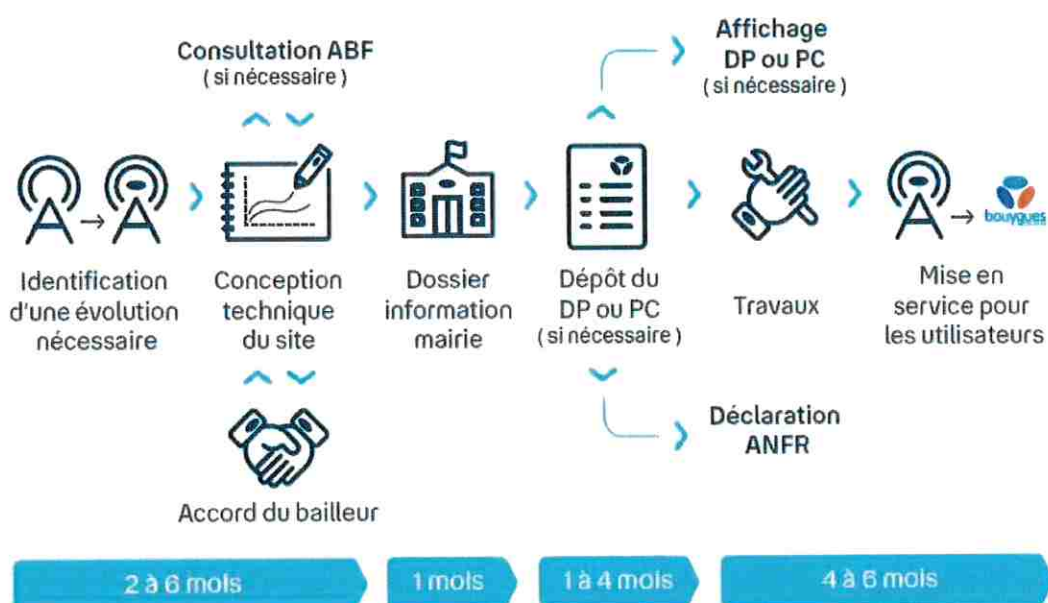 Consultation ABF
( si nécessaire )
Affichage
DP ou PC
( si nécessaire )
Identification
d'une évolution
nécessaire
Conception
technique
du site
Dossier
information
mairie
Dépôt du
DP ou PC
( si nécessaire )
Travaux
bouygues
Mise en
service pour
les utilisateurs
Accord du bailleur
Déclaration
ANFR
2 à 6 mois
1 mois
1 à 4 mois
4 à 6 mois